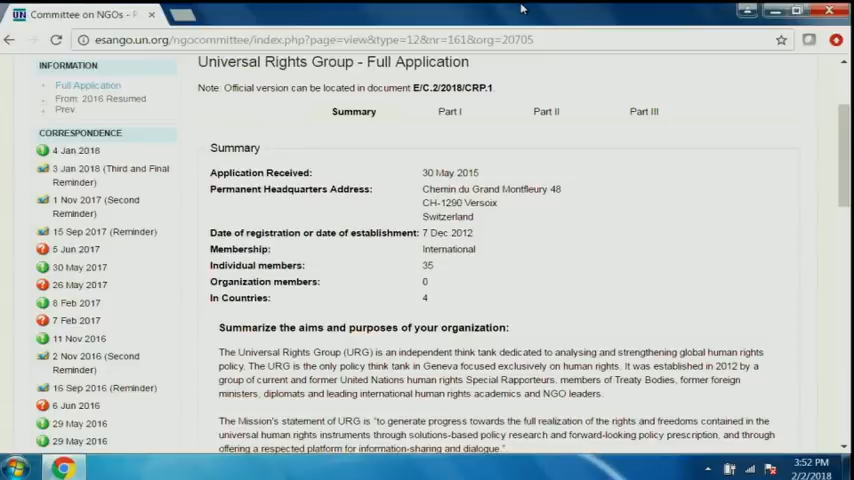 UN Committee on NGOs - P
esango.un.org/ngocommittee/index.php?page=view&type=12&nr=161&org=20705
INFORMATION
Full Application
From: 2016 Resumed
Prev.
CORRESPONDENCE
4 Jan 2018
3 Jan 2018 (Third and Final
Reminder)
1 Nov 2017 (Second
Reminder)
15 Sep 2017 (Reminder)
5 Jun 2017
30 May 2017
26 May 2017
8 Feb 2017
7 Feb 2017
11 Nov 2016
2 Nov 2016 (Second
Reminder)
16 Sep 2016 (Reminder)
6 Jun 2016
29 May 2016
29 May 2016
Universal Rights Group - Full Application
Note: Official version can be located in document E/C.2/2018/CRP.1
Summary Part I Part II Part III
Summary
Application Received: 30 May 2015
Permanent Headquarters Address: Chemin du Grand Montfleury 48
CH-1290 Versoix
Switzerland
Date of registration or date of establishment: 7 Dec 2012
Membership: International
Individual members: 35
Organization members: 0
In Countries: 4
Summarize the aims and purposes of your organization:
The Universal Rights Group (URG) is an independent think tank dedicated to analysing and strengthening global human rights
policy. The URG is the only policy think tank in Geneva focused exclusively on human rights. It was established in 2012 by a
group of current and former United Nations human rights Special Rapporteurs, members of Treaty Bodies, former foreign
ministers, diplomats and leading international human rights academics and NGO leaders.
The Mission's statement of URG is "to generate progress towards the full realization of the rights and freedoms contained in the
universal human rights instruments through solutions-based policy research and forward-looking policy prescription, and through
offering a respected platform for information-sharing and dialogue."
3:52 PM
2/2/2018